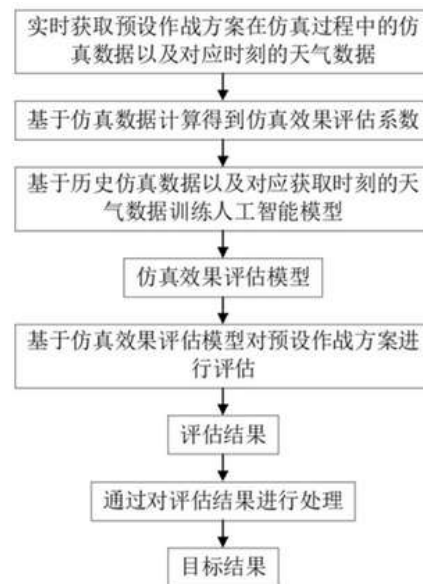 实时获取预设作战方案在仿真过程中的仿
真数据以及对应时刻的天气数据
基于仿真数据计算得到仿真效果评估系数
基于历史仿真数据以及对应获取时刻的天
气数据训练人工智能模型
仿真效果评估模型
基于仿真效果评估模型对预设作战方案进
行评估
评估结果
通过对评估结果进行处理
目标结果